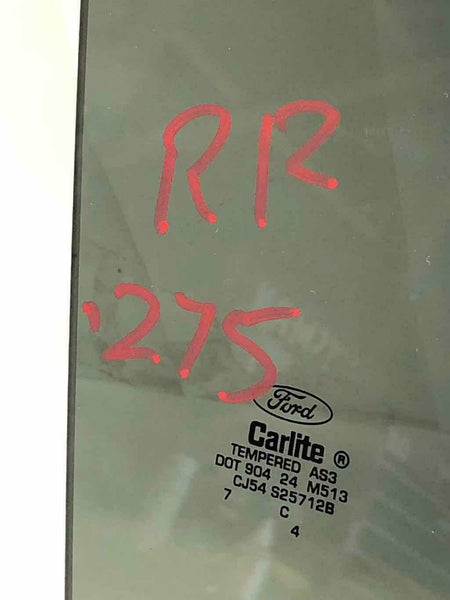 RR
'275
Ford
Carlite ®
TEMPERED AS3
DOT 904 24 M513
CJ54 S25712B
7 C
4